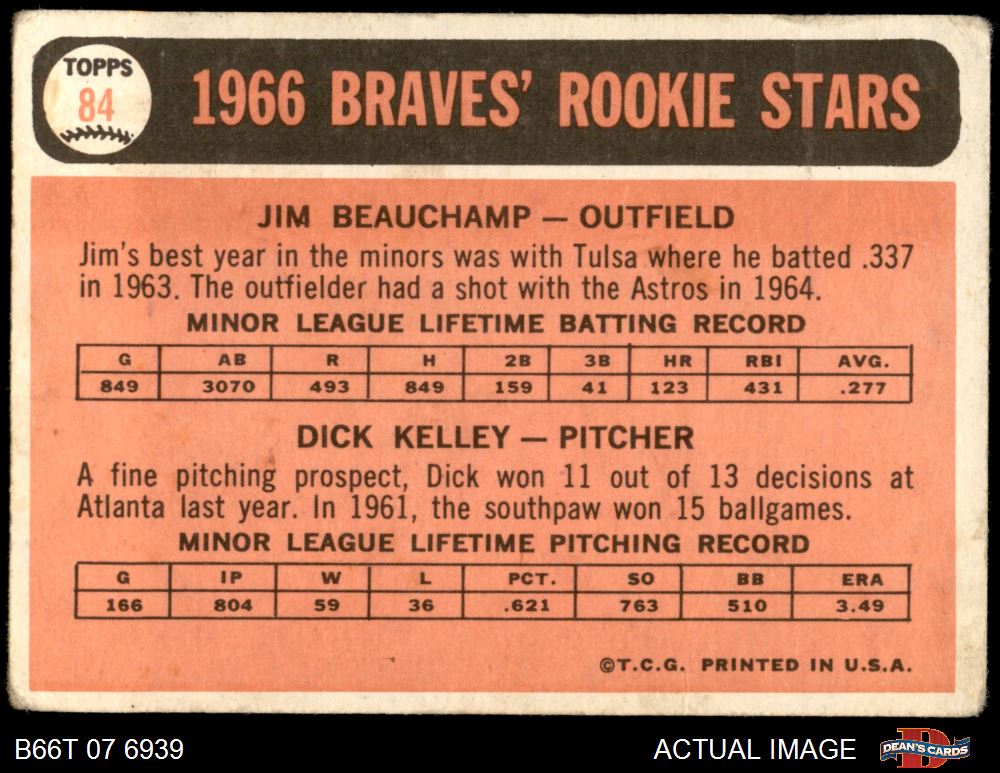 TOPPS
84
1966 BRAVES' ROOKIE STARS
JIM BEAUCHAMP — OUTFIELD
Jim's best year in the minors was with Tulsa where he batted .337
in 1963. The outfielder had a shot with the Astros in 1964.
MINOR LEAGUE LIFETIME BATTING RECORD
G AB R H 2B 3B HR RBI AVG.
849 3070 493 849 159 41 123 431 .277
DICK KELLEY — PITCHER
A fine pitching prospect, Dick won 11 out of 13 decisions at
Atlanta last year. In 1961, the southpaw won 15 ballgames.
MINOR LEAGUE LIFETIME PITCHING RECORD
G IP W L PCT. SO BB ERA
166 804 59 36 .621 763 510 3.49
©T.C.G. PRINTED IN U.S.A.
B66T 07 6939 ACTUAL IMAGE DEAN'S CARDS